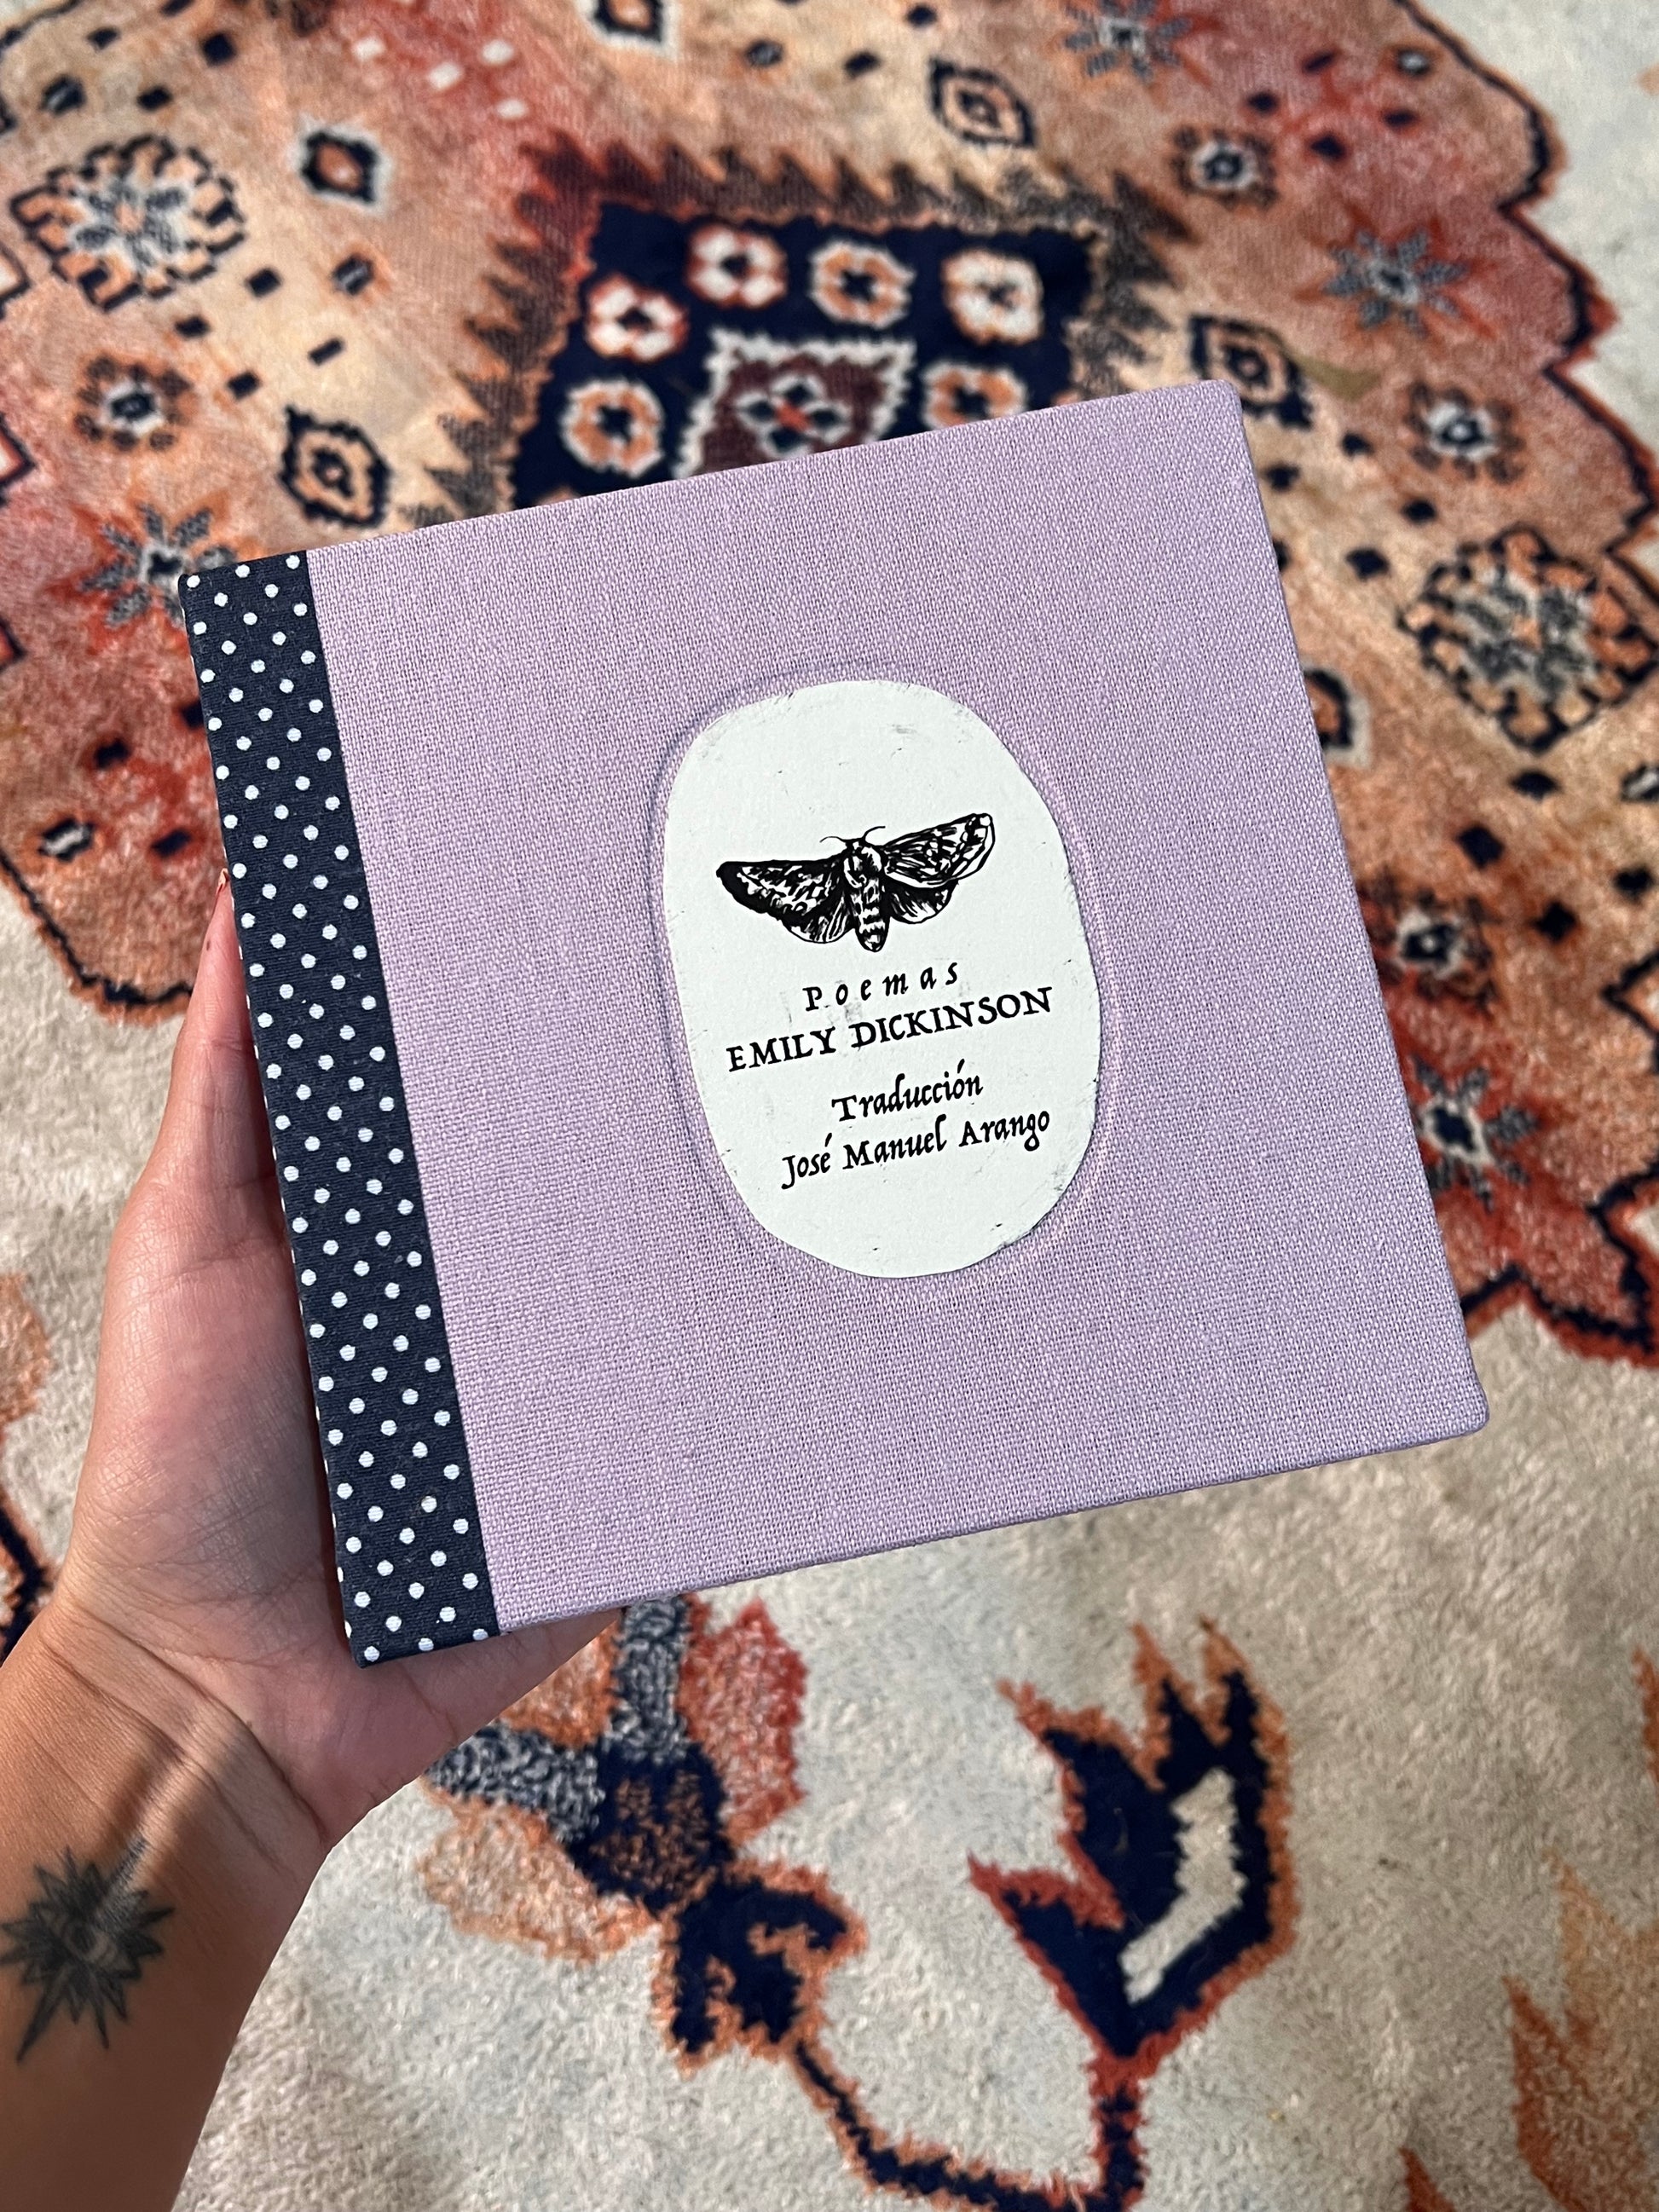 Poemas
EMILY DICKINSON
Traducción
José Manuel Arango